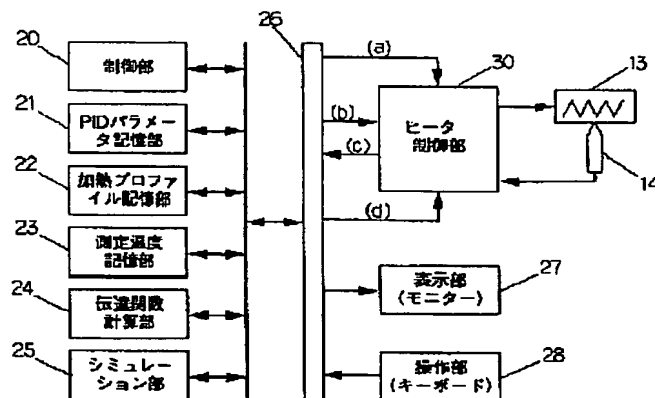 20
制御部
21
PIDパラメー
タ記憶部
22
加熱プロファ
イル記憶部
23
測定温度
記憶部
24
伝達関数
計算部
25
シミュレー
ション部
26
(a)
(b)
(c)
(d)
30
ヒータ
制御部
13
14
表示部
(モニター)
27
操作部
(キーボード)
28